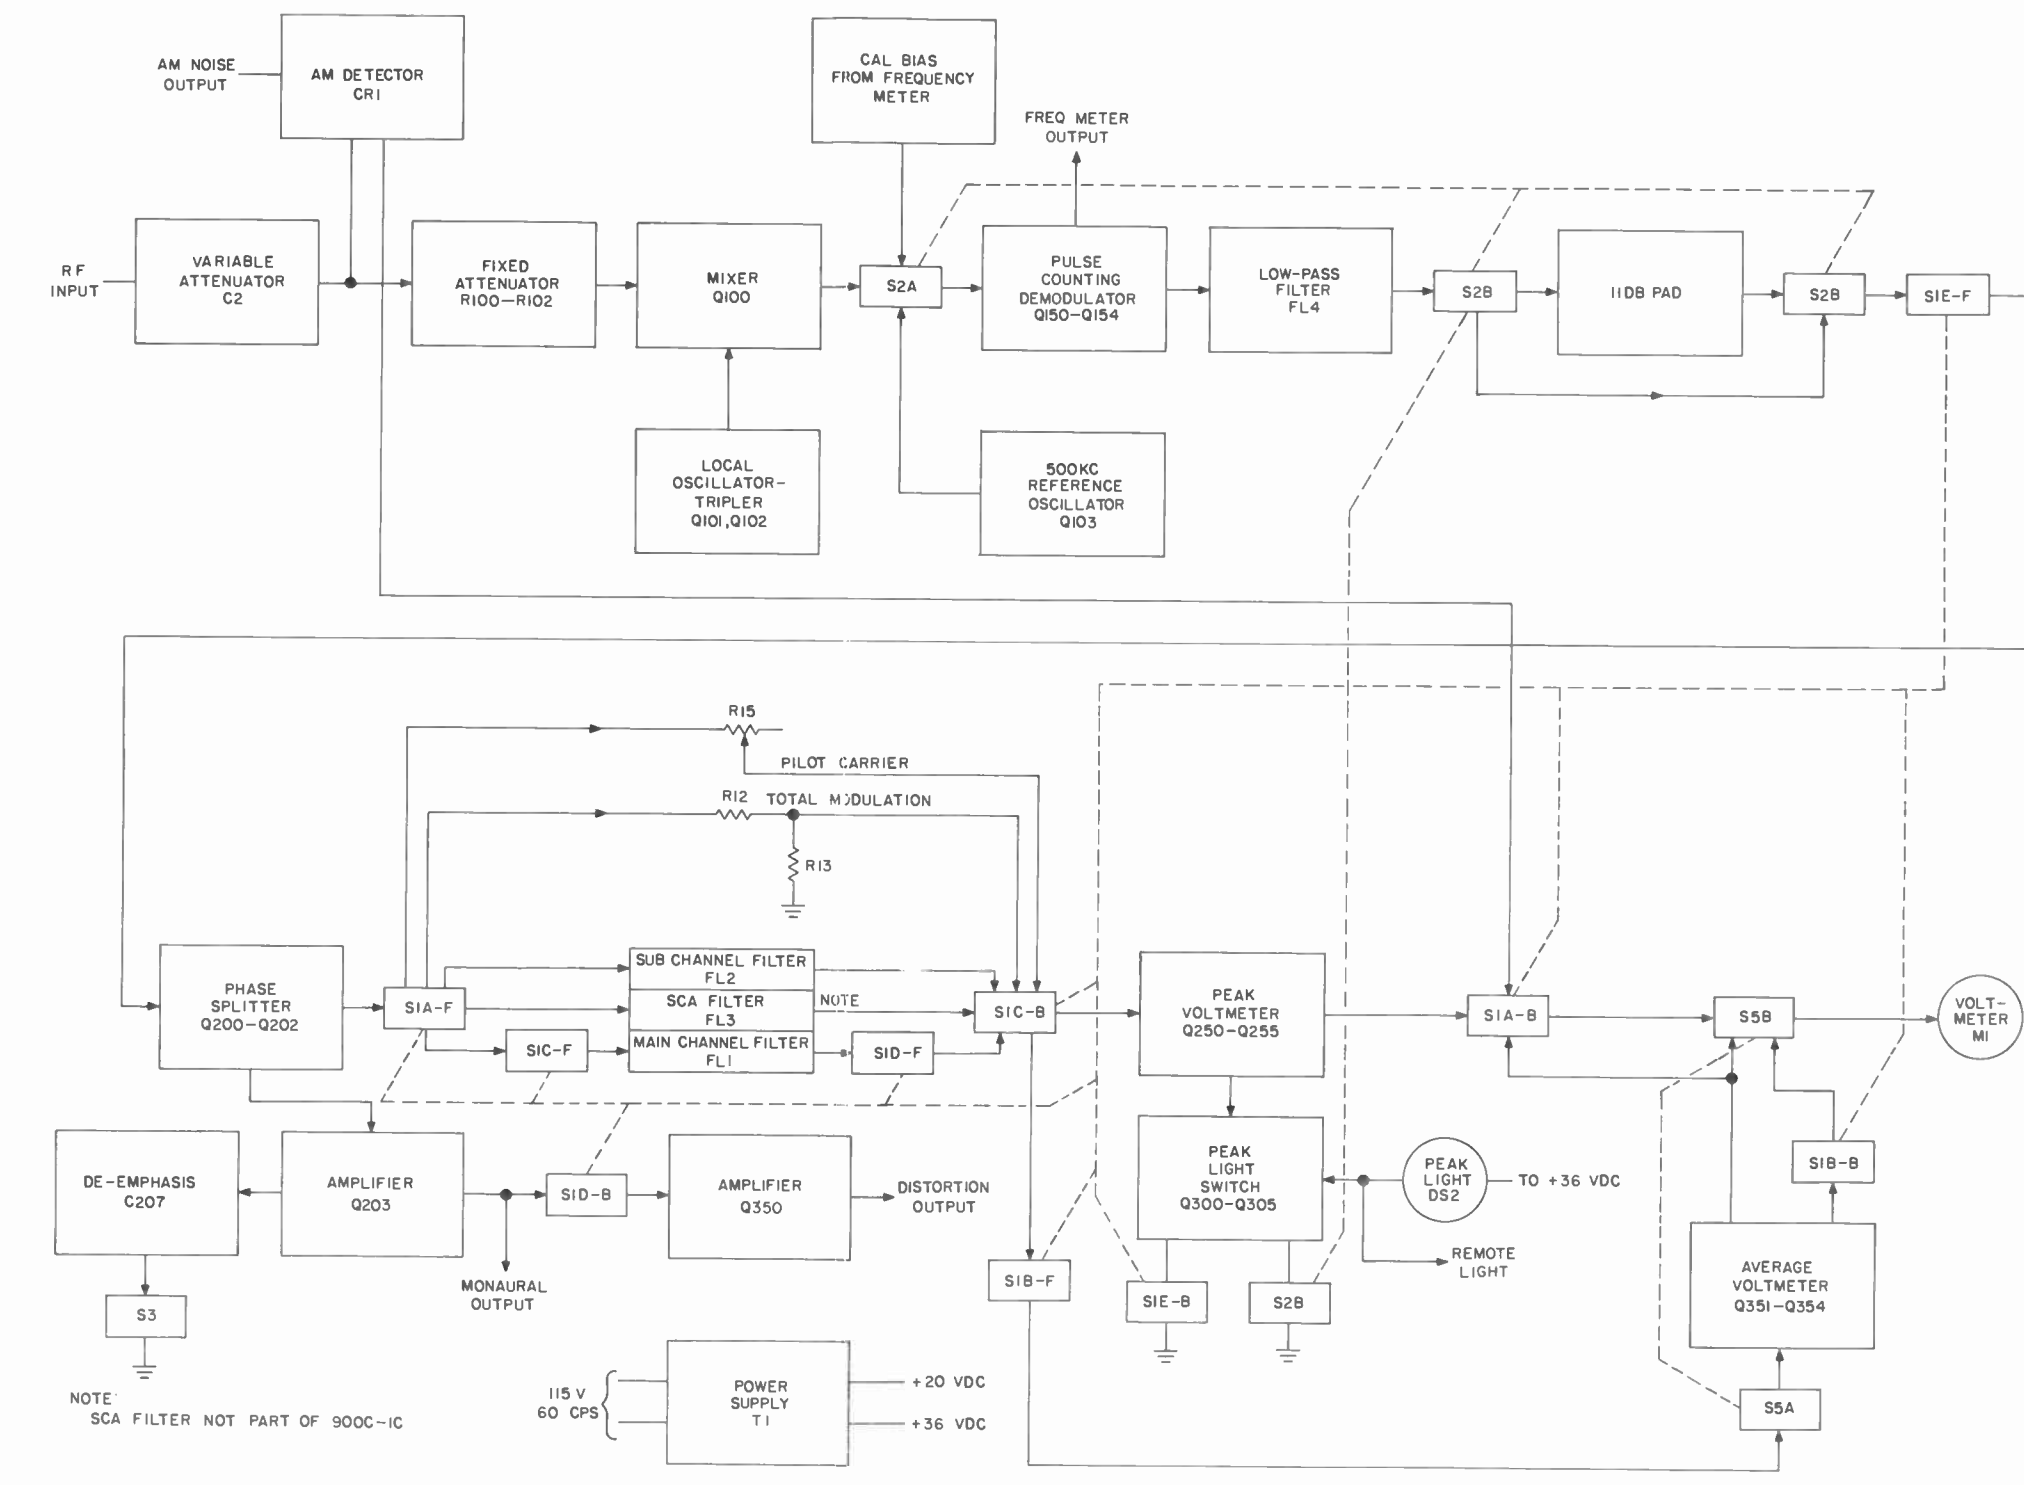 AM NOISE
OUTPUT
AM DETECTOR
CR1
CAL BIAS
FROM FREQUENCY
METER
FREQ METER
OUTPUT
RF
INPUT
VARIABLE
ATTENUATOR
C2
FIXED
ATTENUATOR
R100-R102
MIXER
Q100
S2A
PULSE
COUNTING
DEMODULATOR
Q150-Q154
LOW-PASS
FILTER
FL4
S2B
11DB PAD
S2B
S1E-F
LOCAL
OSCILLATOR-
TRIPLER
Q101,Q102
500KC
REFERENCE
OSCILLATOR
Q103
R15
PILOT CARRIER
R12
TOTAL MODULATION
R13
PHASE
SPLITTER
Q200-Q202
S1A-F
SUB CHANNEL FILTER
FL2
SCA FILTER
FL3
NOTE
S1C-F
MAIN CHANNEL FILTER
FL1
S1D-F
S1C-B
PEAK
VOLTMETER
Q250-Q255
S1A-B
S5B
VOLT-
METER
M1
DE-EMPHASIS
C207
AMPLIFIER
Q203
S1D-B
AMPLIFIER
Q350
DISTORTION
OUTPUT
PEAK
LIGHT
SWITCH
Q300-Q305
PEAK
LIGHT
DS2
TO +36 VDC
REMOTE
LIGHT
S1B-B
MONAURAL
OUTPUT
S1B-F
S1E-B
S2B
AVERAGE
VOLTMETER
Q351-Q354
S3
S5A
NOTE:
SCA FILTER NOT PART OF 900C-1C
115 V
60 CPS
POWER
SUPPLY
T1
+20 VDC
+36 VDC